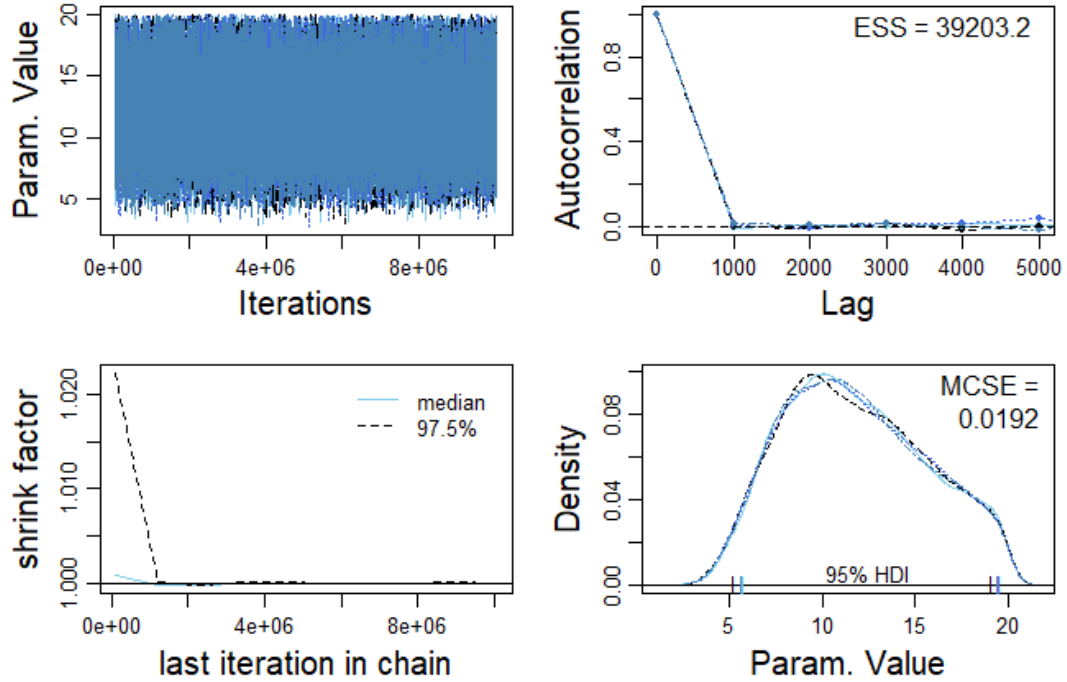 Param. Value
20
15
10
5
0e+00
4e+06
8e+06
Iterations
Autocorrelation
0.8
0.4
0.0
ESS = 39203.2
0
1000
2000
3000
4000
5000
Lag
shrink factor
1.020
1.010
1.000
median
97.5%
0e+00
4e+06
8e+06
last iteration in chain
Density
0.08
0.04
0.00
MCSE =
0.0192
95% HDI
5
10
15
20
Param. Value